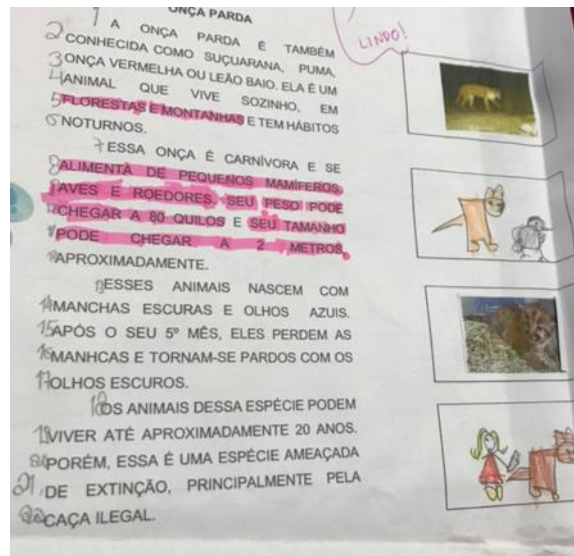 ONÇA PARDA
LINDO!
1 A ONÇA PARDA É TAMBÉM
2 CONHECIDA COMO SUÇUARANA, PUMA,
3 ONÇA VERMELHA OU LEÃO BAIO. ELA É UM
4 ANIMAL QUE VIVE SOZINHO, EM
5 FLORESTAS E MONTANHAS E TEM HÁBITOS
6 NOTURNOS.
7 ESSA ONÇA É CARNÍVORA E SE
8 ALIMENTA DE PEQUENOS MAMÍFEROS,
AVES E ROEDORES. SEU PESO PODE
CHEGAR A 80 QUILOS E SEU TAMANHO
PODE CHEGAR A 2 METROS,
APROXIMADAMENTE.
ESSES ANIMAIS NASCEM COM
14 MANCHAS ESCURAS E OLHOS AZUIS.
15 APÓS O SEU 5º MÊS, ELES PERDEM AS
16 MANHCAS E TORNAM-SE PARDOS COM OS
17 OLHOS ESCUROS.
18 OS ANIMAIS DESSA ESPÉCIE PODEM
19 VIVER ATÉ APROXIMADAMENTE 20 ANOS.
20 PORÉM, ESSA É UMA ESPÉCIE AMEAÇADA
21 DE EXTINÇÃO, PRINCIPALMENTE PELA
22 CAÇA ILEGAL.